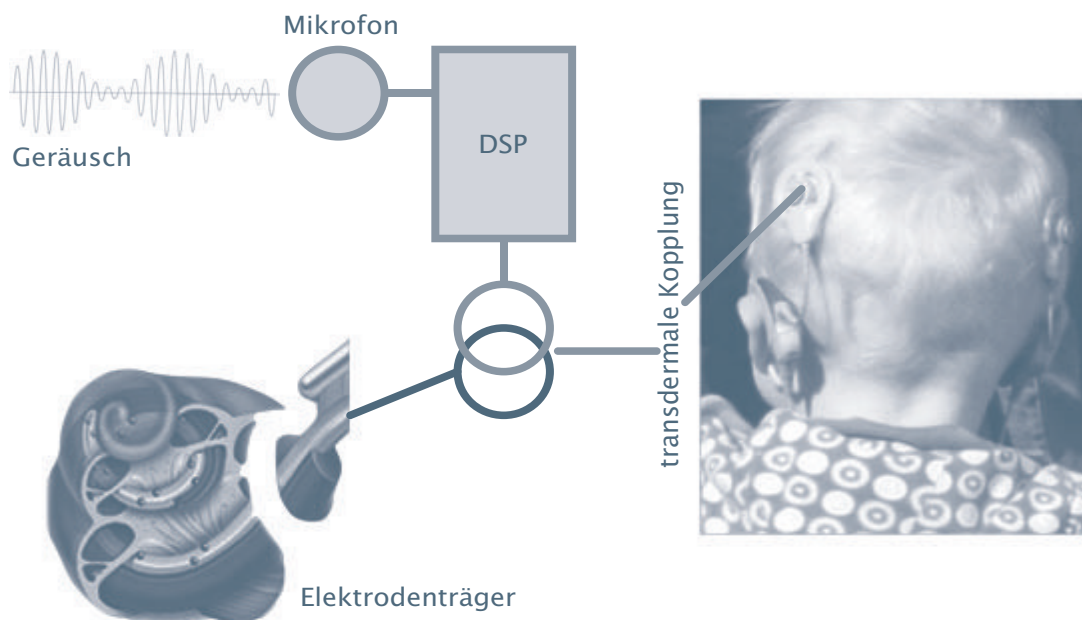 Mikrofon
Geräusch
DSP
transdermale Kopplung
Elektrodenträger